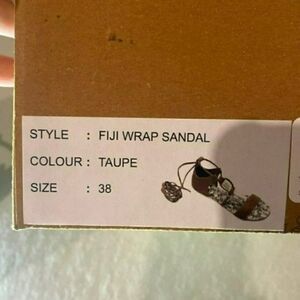 STYLE : FIJI WRAP SANDAL
COLOUR : TAUPE
SIZE : 38